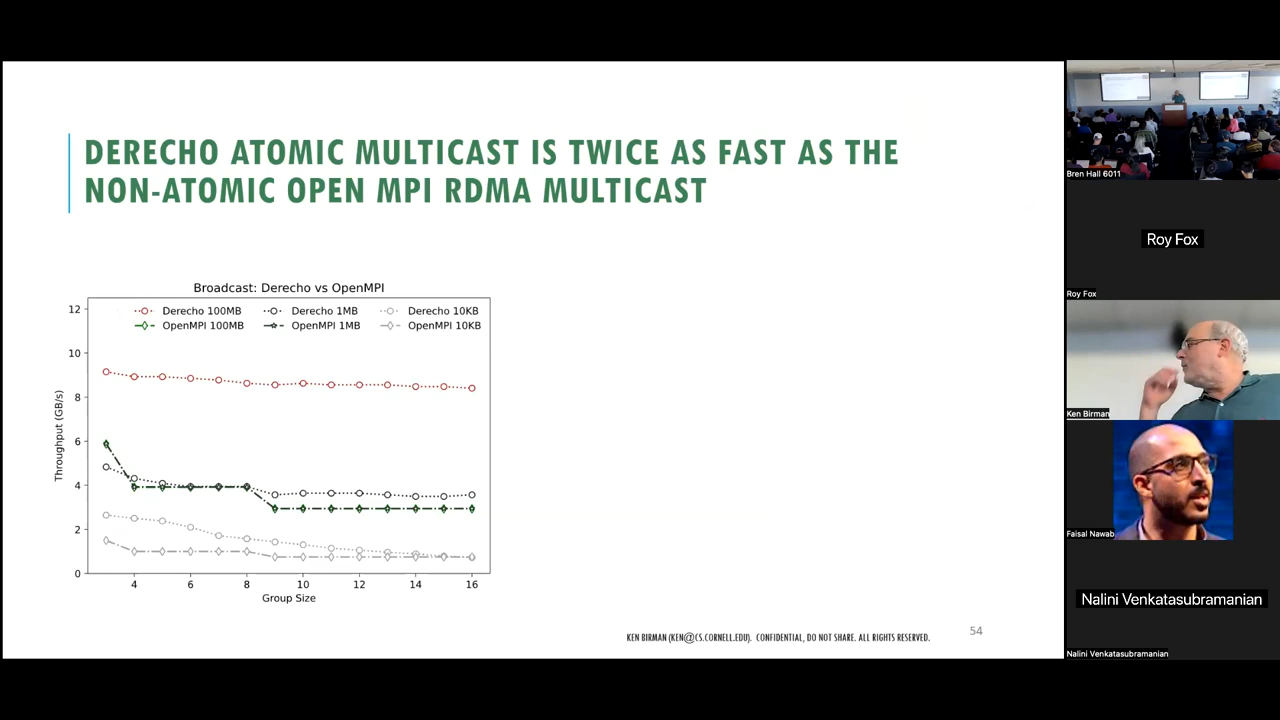 DERECHO ATOMIC MULTICAST IS TWICE AS FAST AS THE
NON-ATOMIC OPEN MPI RDMA MULTICAST
Broadcast: Derecho vs OpenMPI
Derecho 100MB
Derecho 1MB
Derecho 10KB
OpenMPI 100MB
OpenMPI 1MB
OpenMPI 10KB
Throughput (GB/s)
12
10
8
6
4
2
0
4 6 8 10 12 14 16
Group Size
KEN BIRMAN (KEN@CS.CORNELL.EDU). CONFIDENTIAL, DO NOT SHARE. ALL RIGHTS RESERVED.
54
Bren Hall 6011
Roy Fox
Roy Fox
Ken Birman
Faisal Nawab
Nalini Venkatasubramanian
Nalini Venkatasubramanian